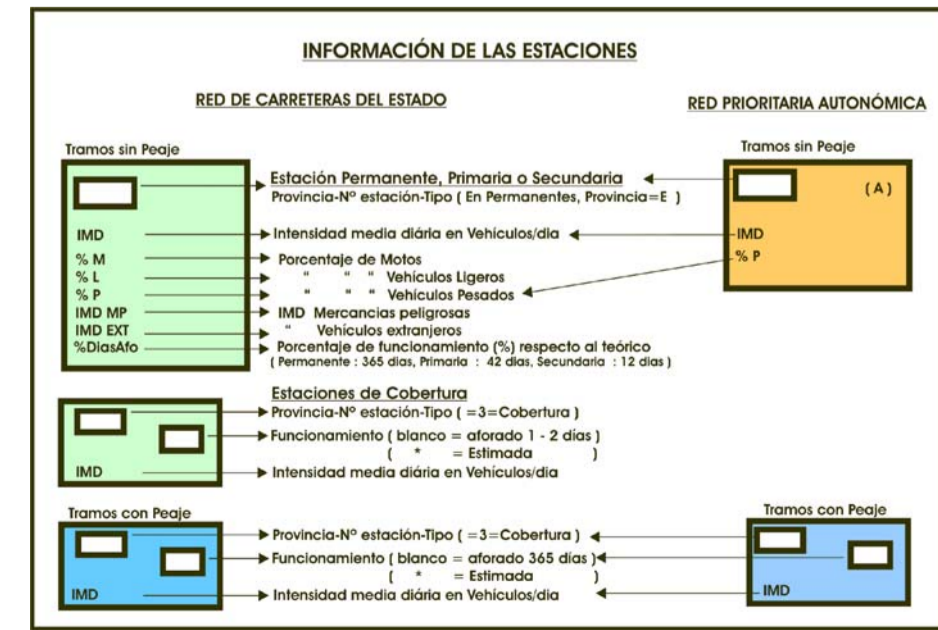 INFORMACIÓN DE LAS ESTACIONES
RED DE CARRETERAS DEL ESTADO
RED PRIORITARIA AUTONÓMICA
Tramos sin Peaje
Estación Permanente, Primaria o Secundaria
Provincia-Nº estación-Tipo ( En Permanentes, Provincia=E )
IMD
Intensidad media diária en Vehículos/dia
% M
Porcentaje de Motos
% L
“ “ “ Vehículos Ligeros
% P
“ “ “ Vehículos Pesados
IMD MP
IMD Mercancias peligrosas
IMD EXT
“ Vehículos extranjeros
%DiasAfo
Porcentaje de funcionamiento (%) respecto al teórico
( Permanente : 365 dias, Primaria : 42 dias, Secundaria : 12 dias )
Tramos sin Peaje
( A )
IMD
% P
Estaciones de Cobertura
Provincia-Nº estación-Tipo ( =3=Cobertura )
Funcionamiento ( blanco = aforado 1 - 2 días )
( * = Estimada )
IMD
Intensidad media diária en Vehículos/dia
Tramos con Peaje
Provincia-Nº estación-Tipo ( =3=Cobertura )
Funcionamiento ( blanco = aforado 365 días )
( * = Estimada )
IMD
Intensidad media diária en Vehículos/dia
Tramos con Peaje
IMD